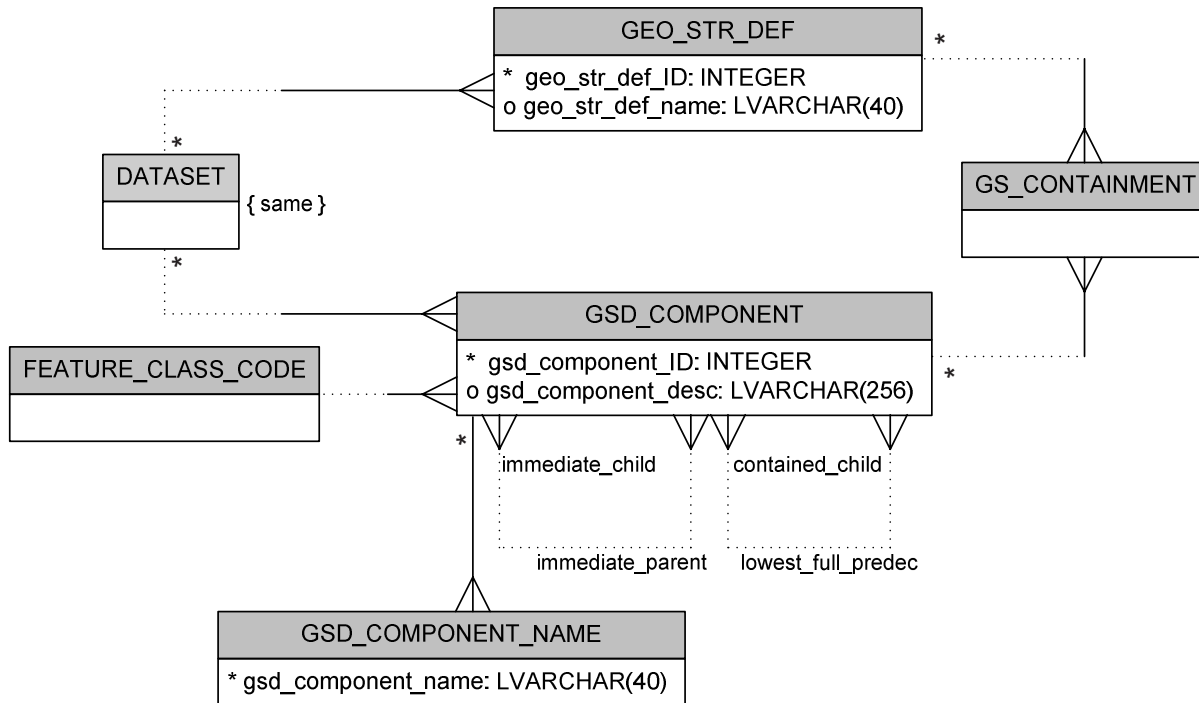 GEO_STR_DEF
* geo_str_def_ID: INTEGER
o geo_str_def_name: LVARCHAR(40)
*
*
DATASET
{ same }
*
GS_CONTAINMENT
GSD_COMPONENT
* gsd_component_ID: INTEGER
o gsd_component_desc: LVARCHAR(256)
*
FEATURE_CLASS_CODE
*
immediate_child
contained_child
immediate_parent
lowest_full_predec
GSD_COMPONENT_NAME
* gsd_component_name: LVARCHAR(40)